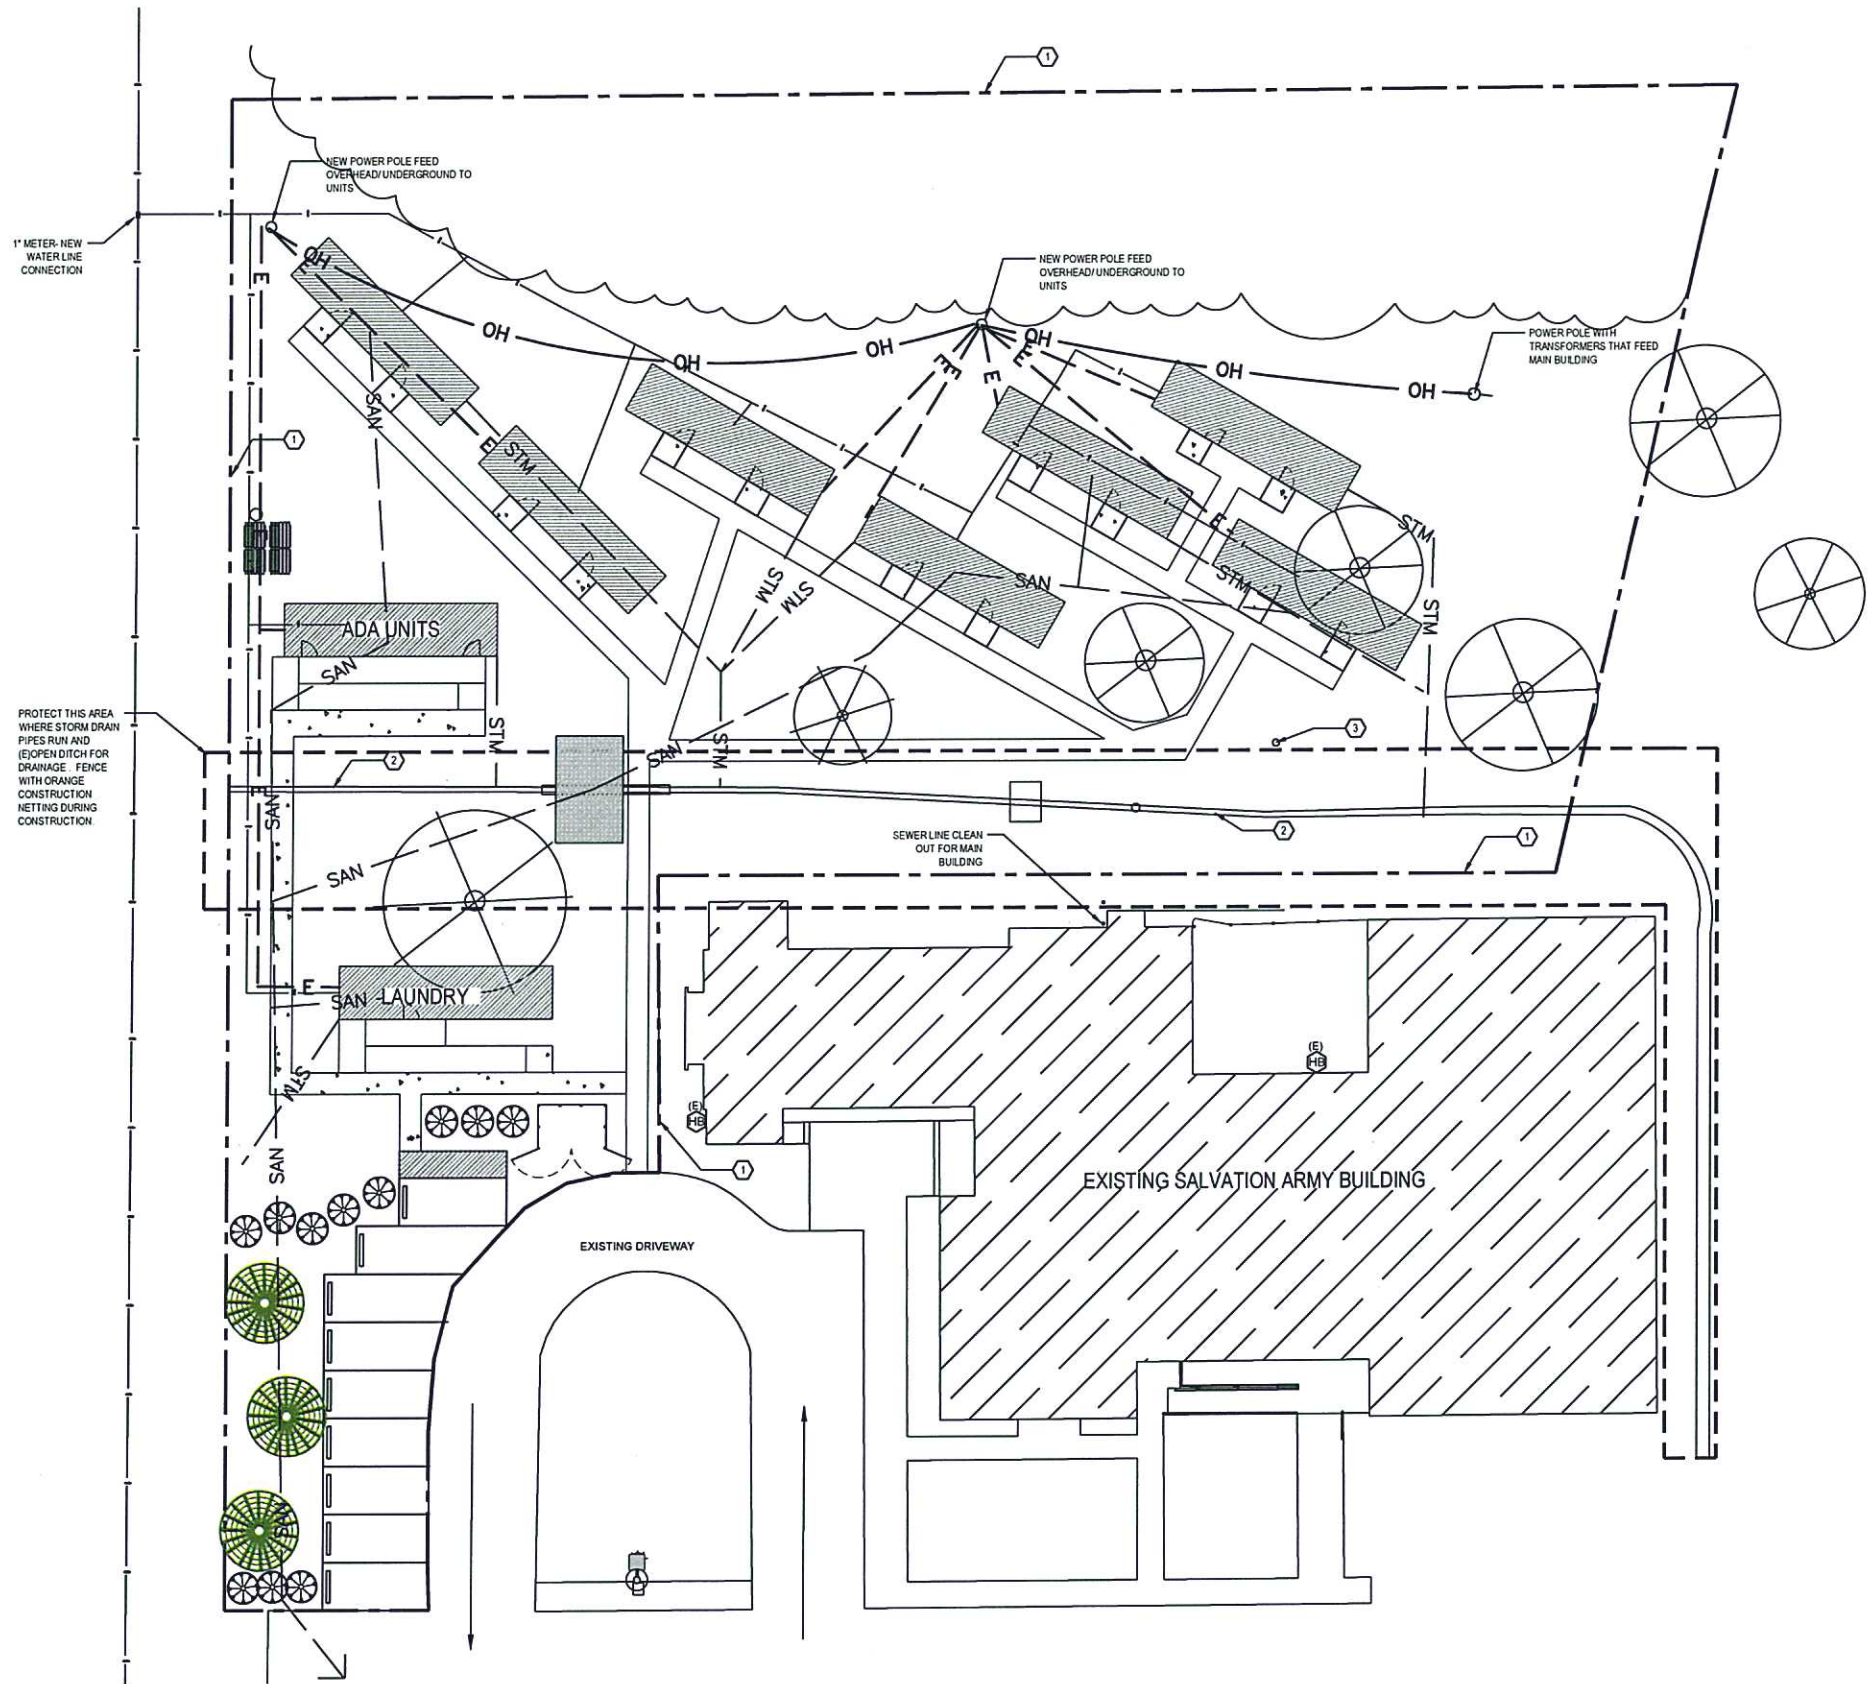 1
NEW POWER POLE FEED
OVERHEAD/ UNDERGROUND TO
UNITS
1" METER- NEW
WATER LINE
CONNECTION
NEW POWER POLE FEED
OVERHEAD/ UNDERGROUND TO
UNITS
POWER POLE WITH
TRANSFORMERS THAT FEED
MAIN BUILDING
OH
E
E
OH
OH
OH
OH
OH
OH
E
E
E
E
E
SAN
1
E
STM
E
STM
STM
STM
STM
SAN
STM
STM
ADA UNITS
SAN
PROTECT THIS AREA
WHERE STORM DRAIN
PIPES RUN AND
(E)OPEN DITCH FOR
DRAINAGE. FENCE
WITH ORANGE
CONSTRUCTION
NETTING DURING
CONSTRUCTION.
STM
SAN
STM
3
2
E
SAN
2
1
SEWER LINE CLEAN
OUT FOR MAIN
BUILDING
SAN
E
SAN
LAUNDRY
STM
(E)
HB
(E)
HB
SAN
1
EXISTING SALVATION ARMY BUILDING
EXISTING DRIVEWAY
SAN